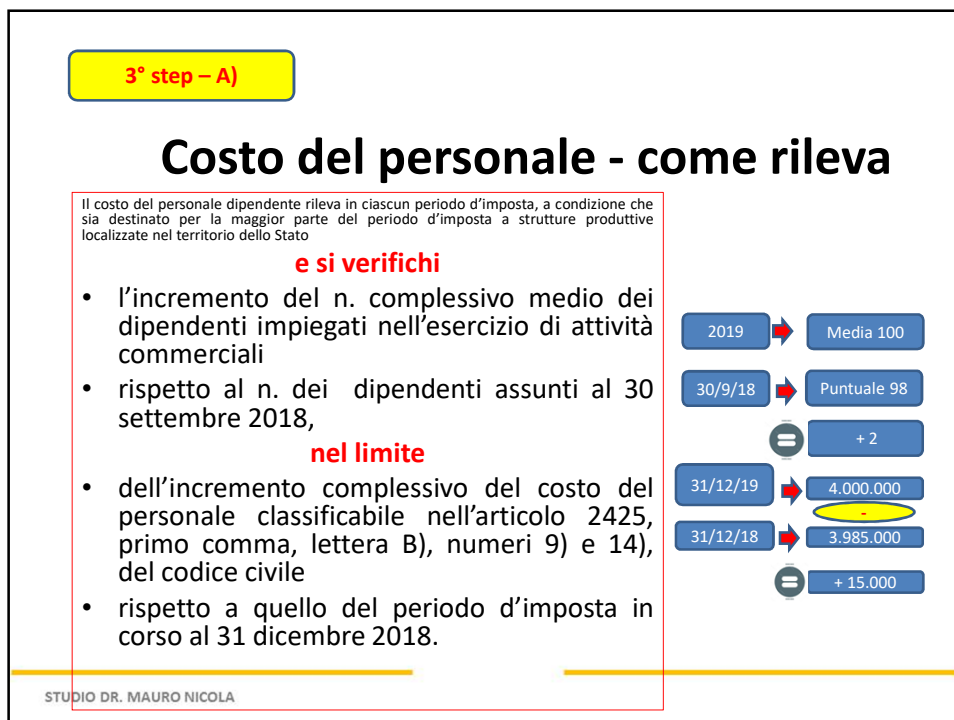 3° step – A)
Costo del personale - come rileva
Il costo del personale dipendente rileva in ciascun periodo d'imposta, a condizione che
sia destinato per la maggior parte del periodo d'imposta a strutture produttive
localizzate nel territorio dello Stato
e si verifichi
• l'incremento del n. complessivo medio dei
dipendenti impiegati nell'esercizio di attività
commerciali
• rispetto al n. dei dipendenti assunti al 30
settembre 2018,
nel limite
• dell'incremento complessivo del costo del
personale classificabile nell'articolo 2425,
primo comma, lettera B), numeri 9) e 14),
del codice civile
• rispetto a quello del periodo d'imposta in
corso al 31 dicembre 2018.
2019 Media 100
30/9/18 Puntuale 98
= + 2
31/12/19 4.000.000
-
31/12/18 3.985.000
= + 15.000
STUDIO DR. MAURO NICOLA